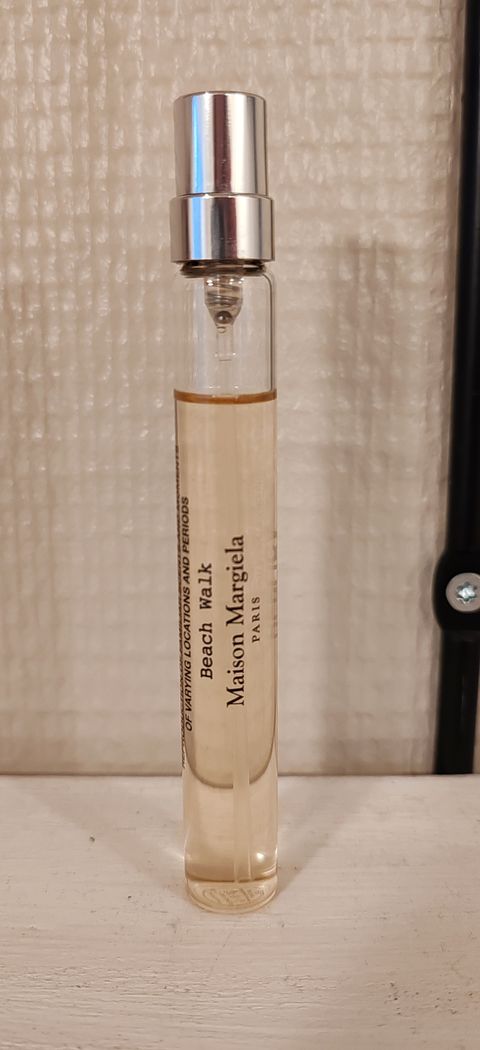 OF VARYING LOCATIONS AND PERIODS
Beach Walk
Maison Margiela
PARIS